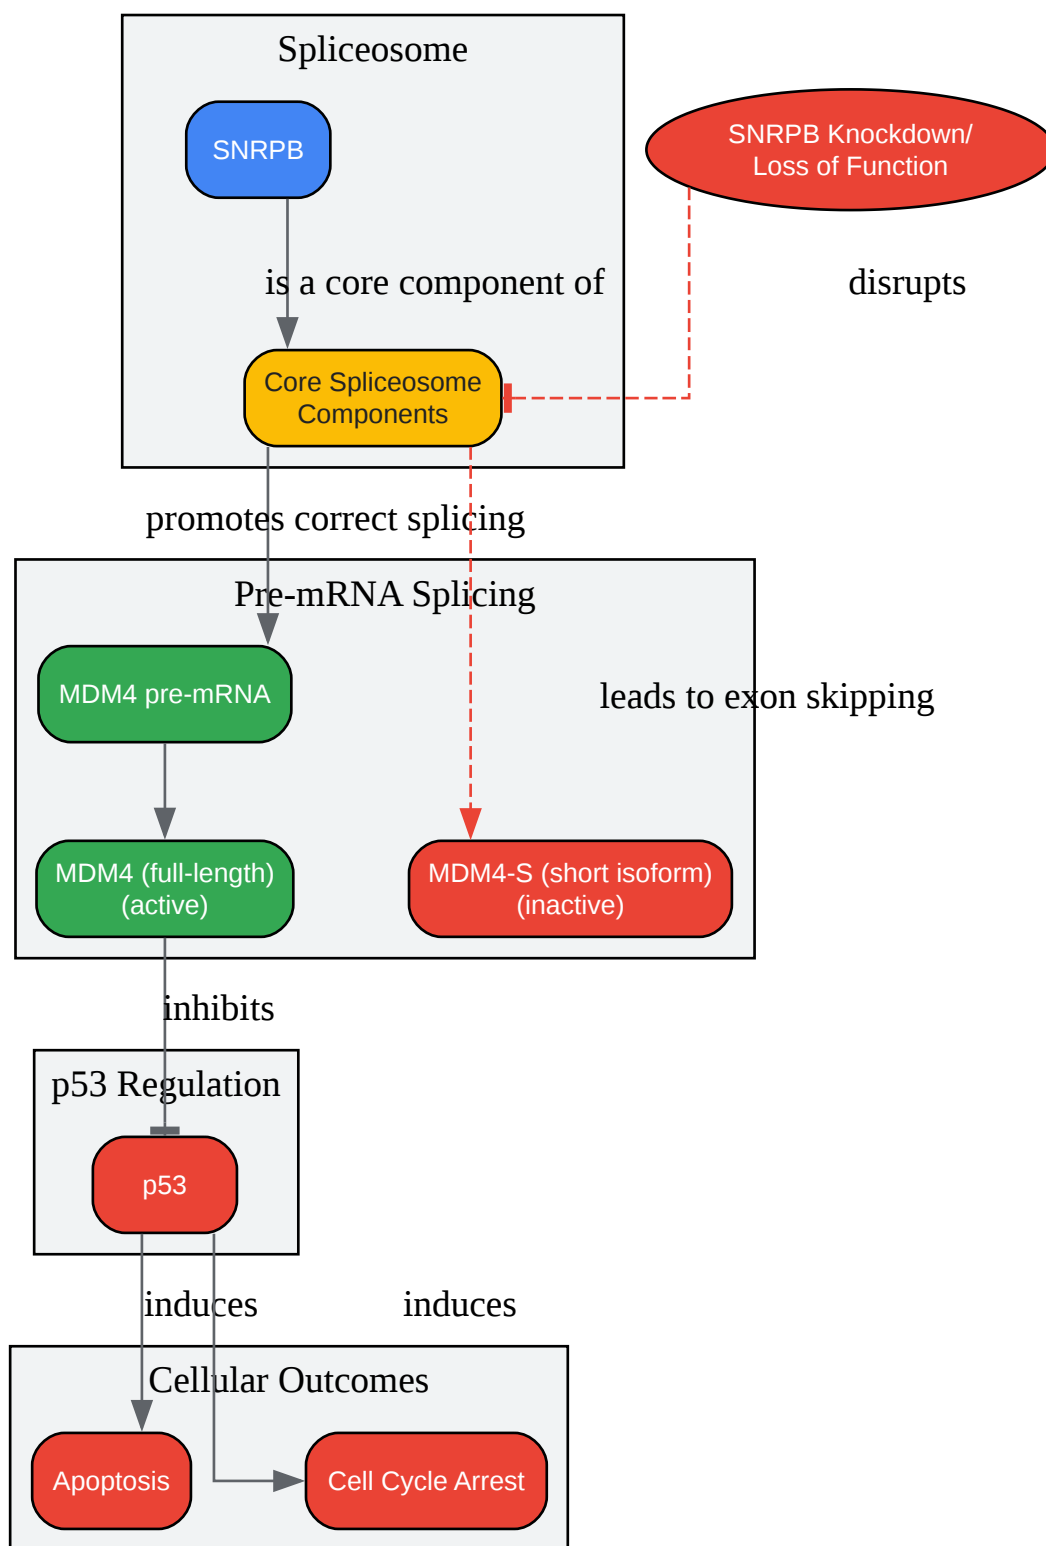 Spliceosome
SNRPB
SNRPB Knockdown/
Loss of Function
is a core component of
disrupts
Core Spliceosome
Components
promotes correct splicing
Pre-mRNA Splicing
MDM4 pre-mRNA
leads to exon skipping
MDM4 (full-length)
(active)
MDM4-S (short isoform)
(inactive)
inhibits
p53 Regulation
p53
induces
induces
Cellular Outcomes
Apoptosis
Cell Cycle Arrest